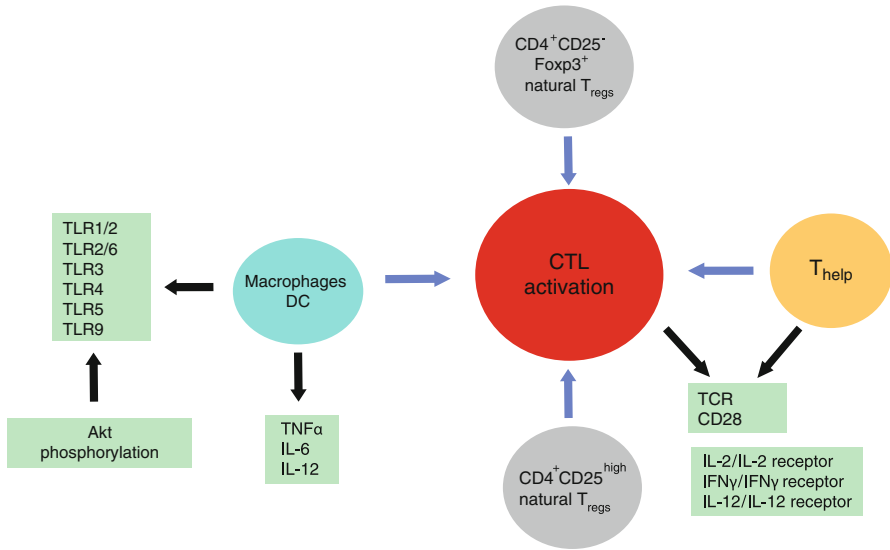 CD4⁺CD25⁻
Foxp3⁺
natural Tregs
TLR1/2
TLR2/6
TLR3
TLR4
TLR5
TLR9
Macrophages
DC
CTL
activation
Thelp
Akt
phosphorylation
TNFα
IL-6
IL-12
CD4⁺CD25ʰⁱᵍʰ
natural Tregs
TCR
CD28
IL-2/IL-2 receptor
IFNγ/IFNγ receptor
IL-12/IL-12 receptor